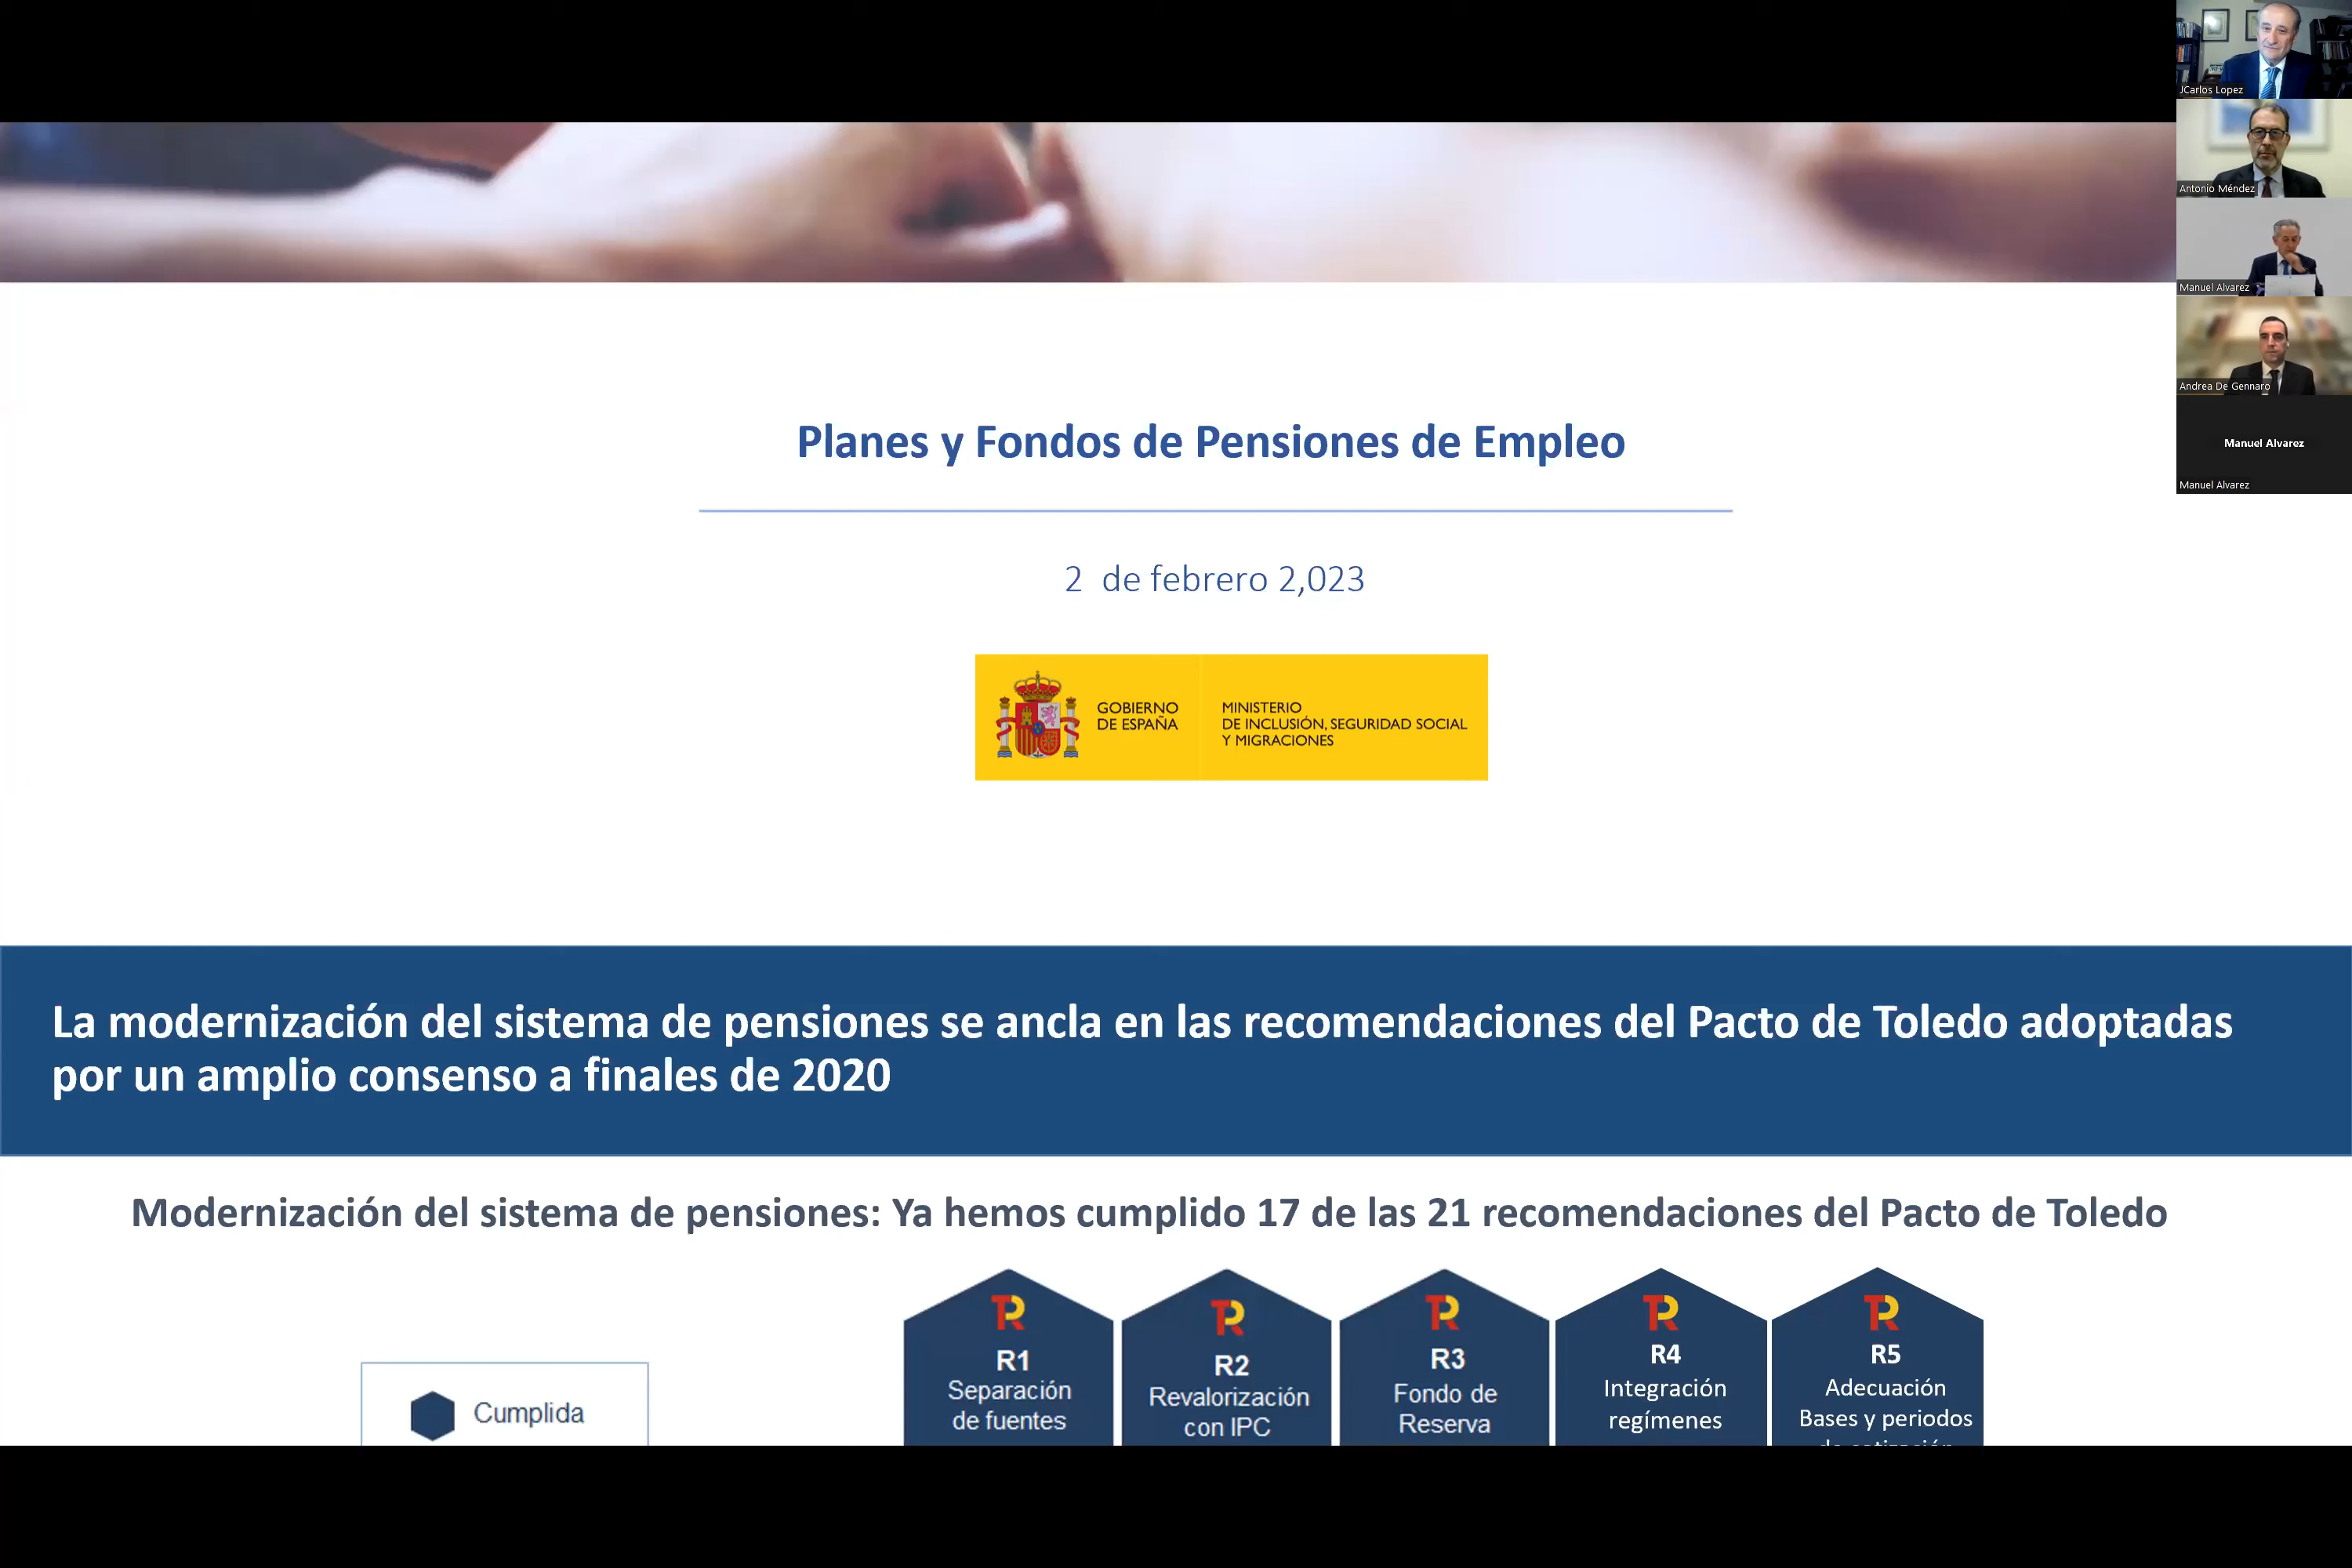 JCarlos Lopez
Antonio Méndez
Manuel Alvarez
Andrea De Gennaro
Manuel Alvarez
Manuel Alvarez
Planes y Fondos de Pensiones de Empleo
2 de febrero 2,023
GOBIERNO
DE ESPAÑA
MINISTERIO
DE INCLUSIÓN, SEGURIDAD SOCIAL
Y MIGRACIONES
La modernización del sistema de pensiones se ancla en las recomendaciones del Pacto de Toledo adoptadas
por un amplio consenso a finales de 2020
Modernización del sistema de pensiones: Ya hemos cumplido 17 de las 21 recomendaciones del Pacto de Toledo
Cumplida
R1
Separación
de fuentes
R2
Revalorización
con IPC
R3
Fondo de
Reserva
R4
Integración
regímenes
R5
Adecuación
Bases y periodos
de cotización